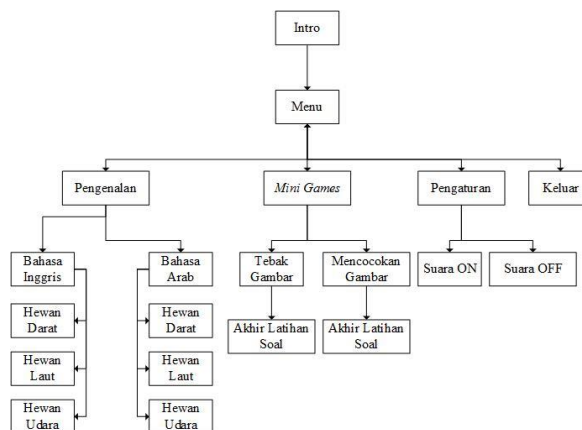 Intro
Menu
Pengenalan
Mini Games
Pengaturan
Keluar
Bahasa
Inggris
Bahasa
Arab
Tebak
Gambar
Mencocokan
Gambar
Suara ON
Suara OFF
Hewan
Darat
Hewan
Darat
Akhir Latihan
Soal
Akhir Latihan
Soal
Hewan
Laut
Hewan
Laut
Hewan
Udara
Hewan
Udara